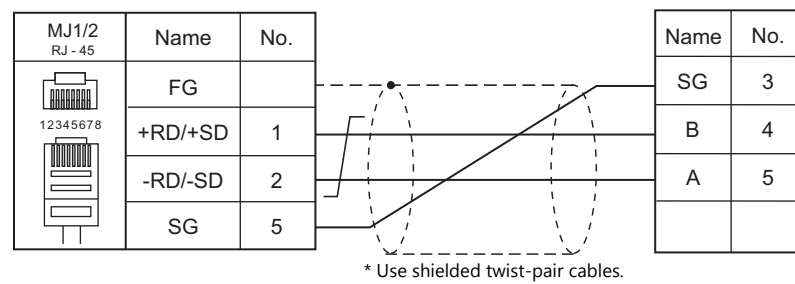 MJ1/2 Name No.
RJ - 45
FG
12345678
+RD/+SD 1
-RD/-SD 2
SG 5
Name No.
SG 3
B 4
A 5
* Use shielded twist-pair cables.